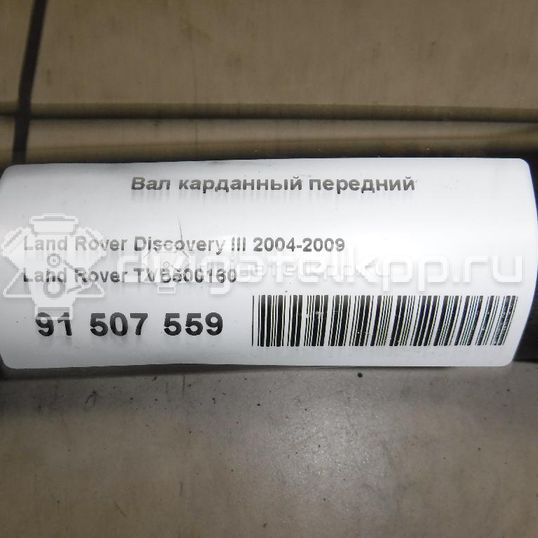 Вал карданный передний
Land Rover Discovery III 2004-2009
Land Rover TVB500160
91 507 559